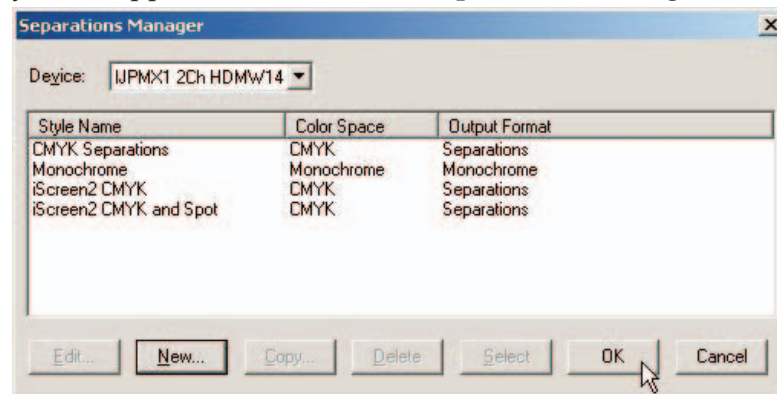 Separations Manager
Device: IJPMX1 2Ch HDMW14
Style Name Color Space Output Format
CMYK Separations CMYK Separations
Monochrome Monochrome Monochrome
iScreen2 CMYK CMYK Separations
iScreen2 CMYK and Spot CMYK Separations
Edit... New... Copy... Delete Select OK Cancel